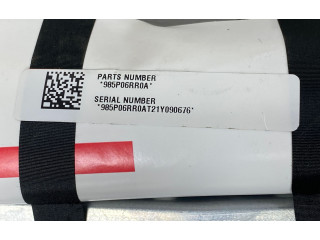 PARTS NUMBER
*985P06RR0A*
SERIAL NUMBER
*985P06RR0AT21Y090676*